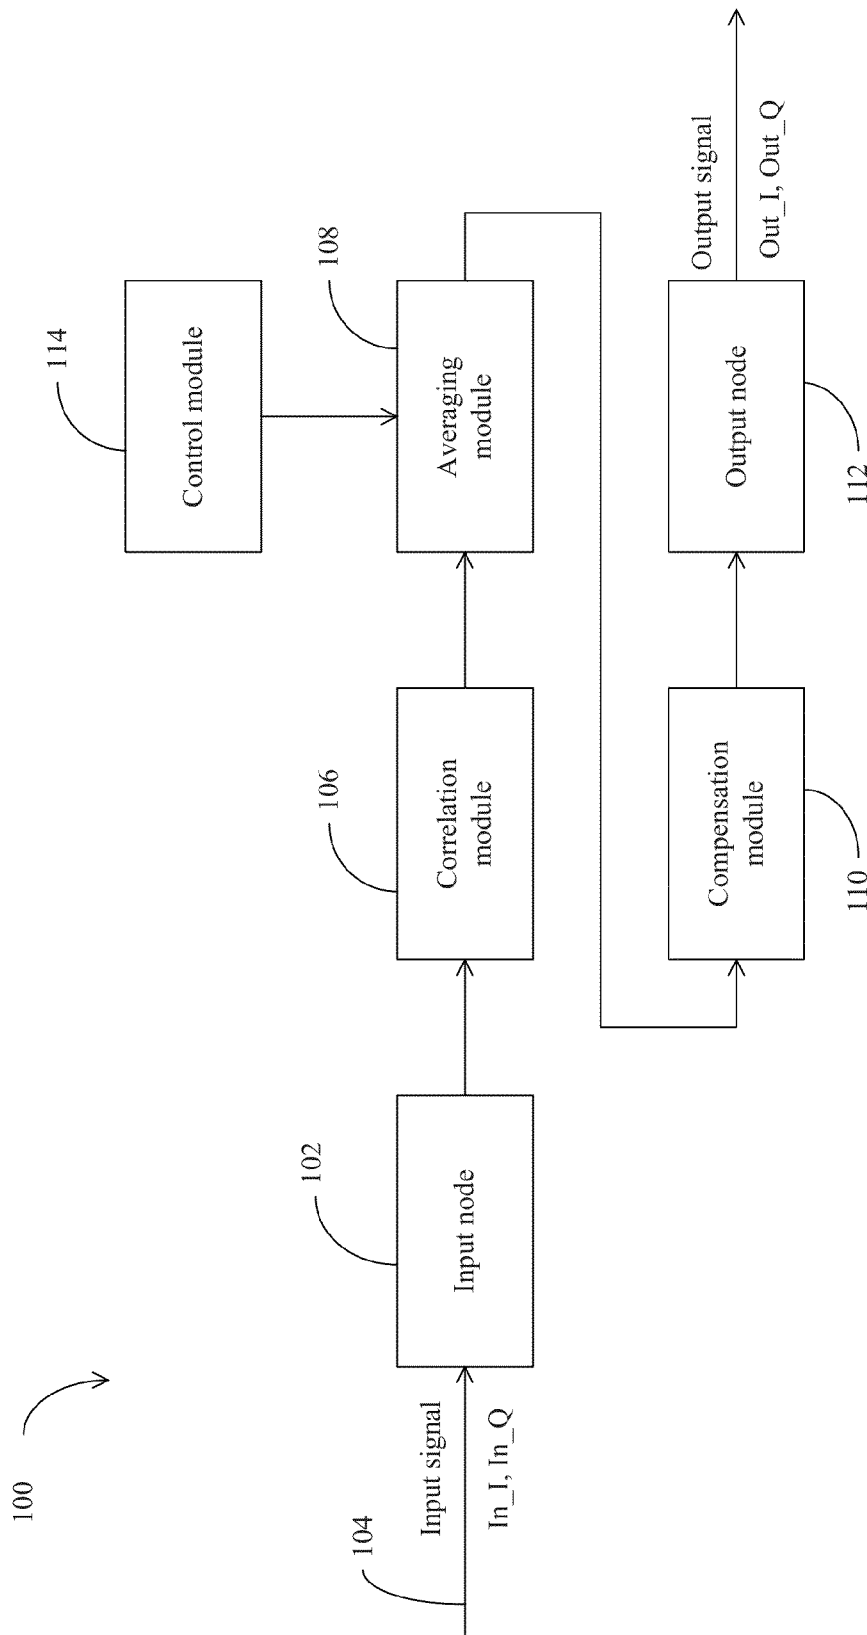 100
104
Input signal
In_I, In_Q
102
Input node
106
Correlation
module
114
Control module
108
Averaging
module
110
Compensation
module
112
Output node
Output signal
Out_I, Out_Q